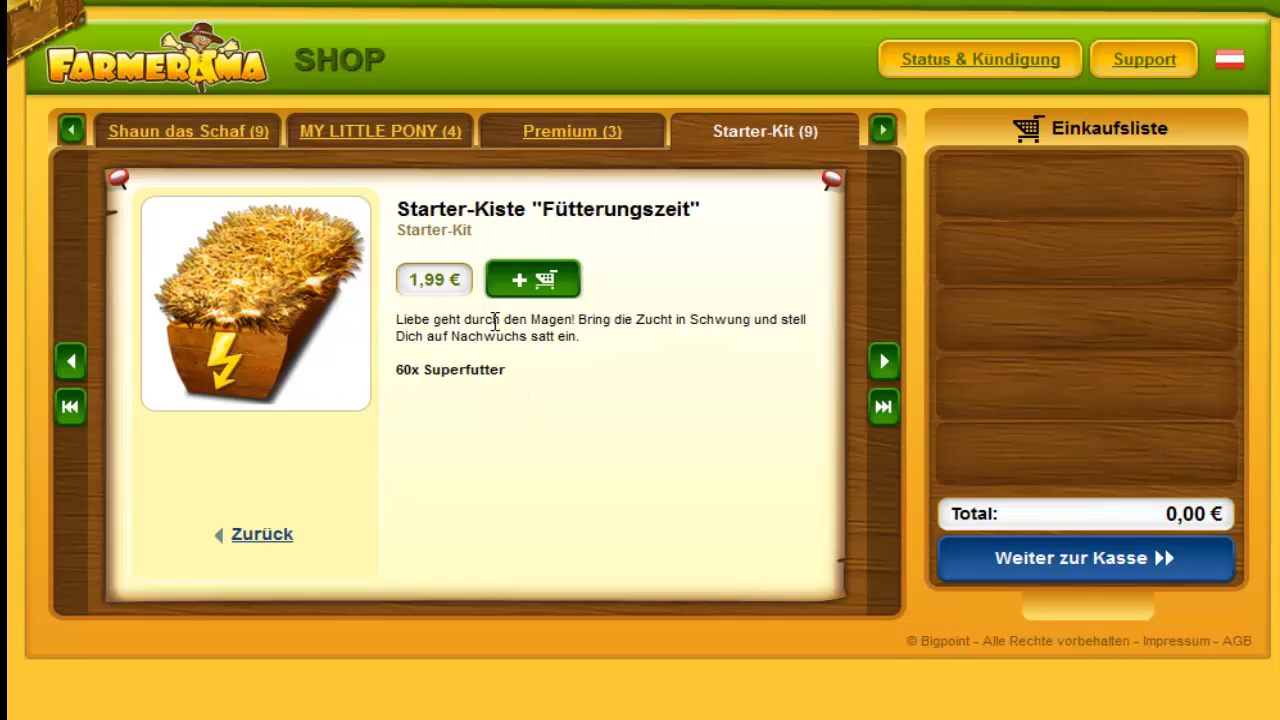 FARMERAMA
SHOP
Status & Kündigung
Support
Shaun das Schaf (9)
MY LITTLE PONY (4)
Premium (3)
Starter-Kit (9)
Einkaufsliste
Starter-Kiste "Fütterungszeit"
Starter-Kit
1,99 €
+
Liebe geht durch den Magen! Bring die Zucht in Schwung und stell
Dich auf Nachwuchs satt ein.
60x Superfutter
Zurück
Total: 0,00 €
Weiter zur Kasse
© Bigpoint - Alle Rechte vorbehalten - Impressum - AGB